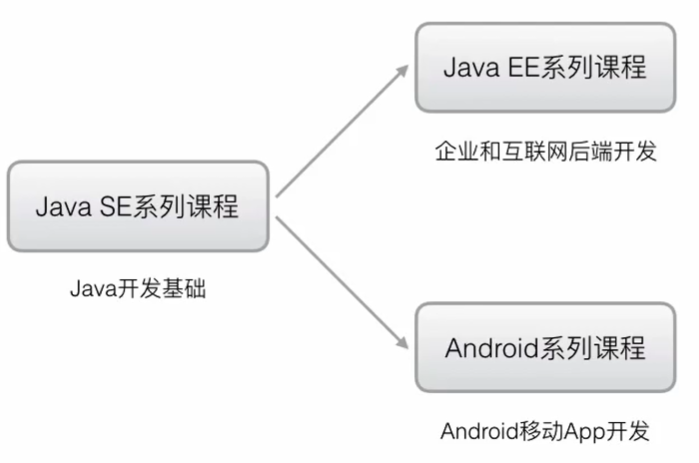 Java EE系列课程
企业和互联网后端开发
Java SE系列课程
Java开发基础
Android系列课程
Android移动App开发